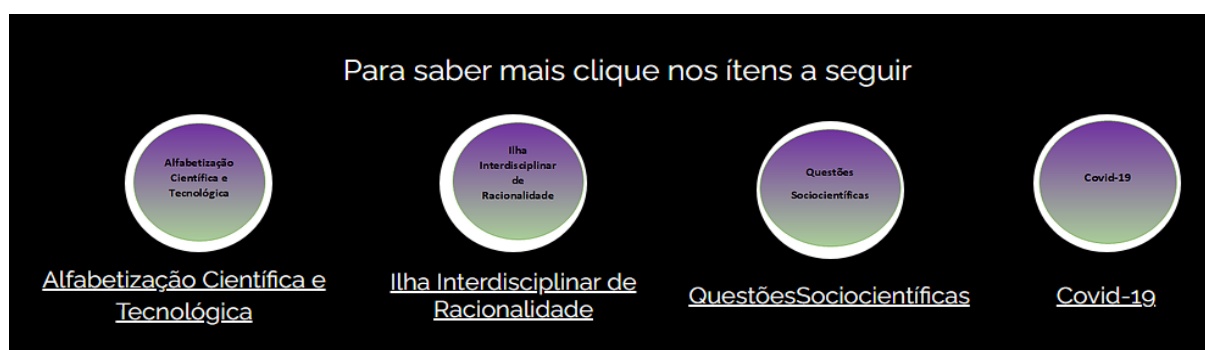 Para saber mais clique nos ítens a seguir
Alfabetização
Científica e
Tecnológica
Ilha
Interdisciplinar
de
Racionalidade
Questões
Sociocientíficas
Covid-19
Alfabetização Científica e
Tecnológica
Ilha Interdisciplinar de
Racionalidade
QuestõesSociocientíficas
Covid-19